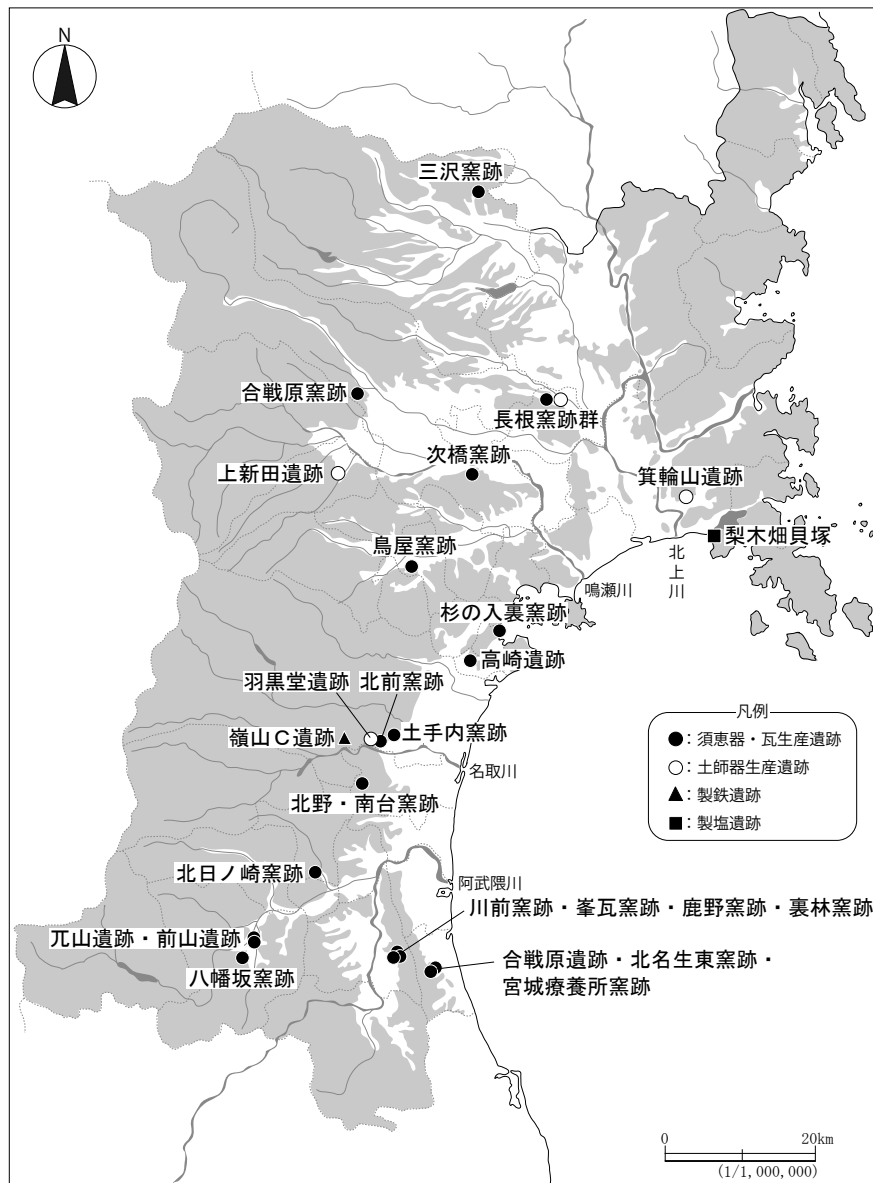 N
三沢窯跡
合戦原窯跡
長根窯跡群
上新田遺跡
次橋窯跡
箕輪山遺跡
梨木畑貝塚
北上川
鳥屋窯跡
鳴瀬川
杉の入裏窯跡
高崎遺跡
羽黒堂遺跡
北前窯跡
嶺山C遺跡
土手内窯跡
名取川
北野・南台窯跡
凡例
●：須恵器・瓦生産遺跡
○：土師器生産遺跡
▲：製鉄遺跡
■：製塩遺跡
北日ノ崎窯跡
阿武隈川
川前窯跡・峯瓦窯跡・鹿野窯跡・裏林窯跡
兀山遺跡・前山遺跡
八幡坂窯跡
合戦原遺跡・北名生東窯跡・
宮城療養所窯跡
0 20km
(1/1,000,000)